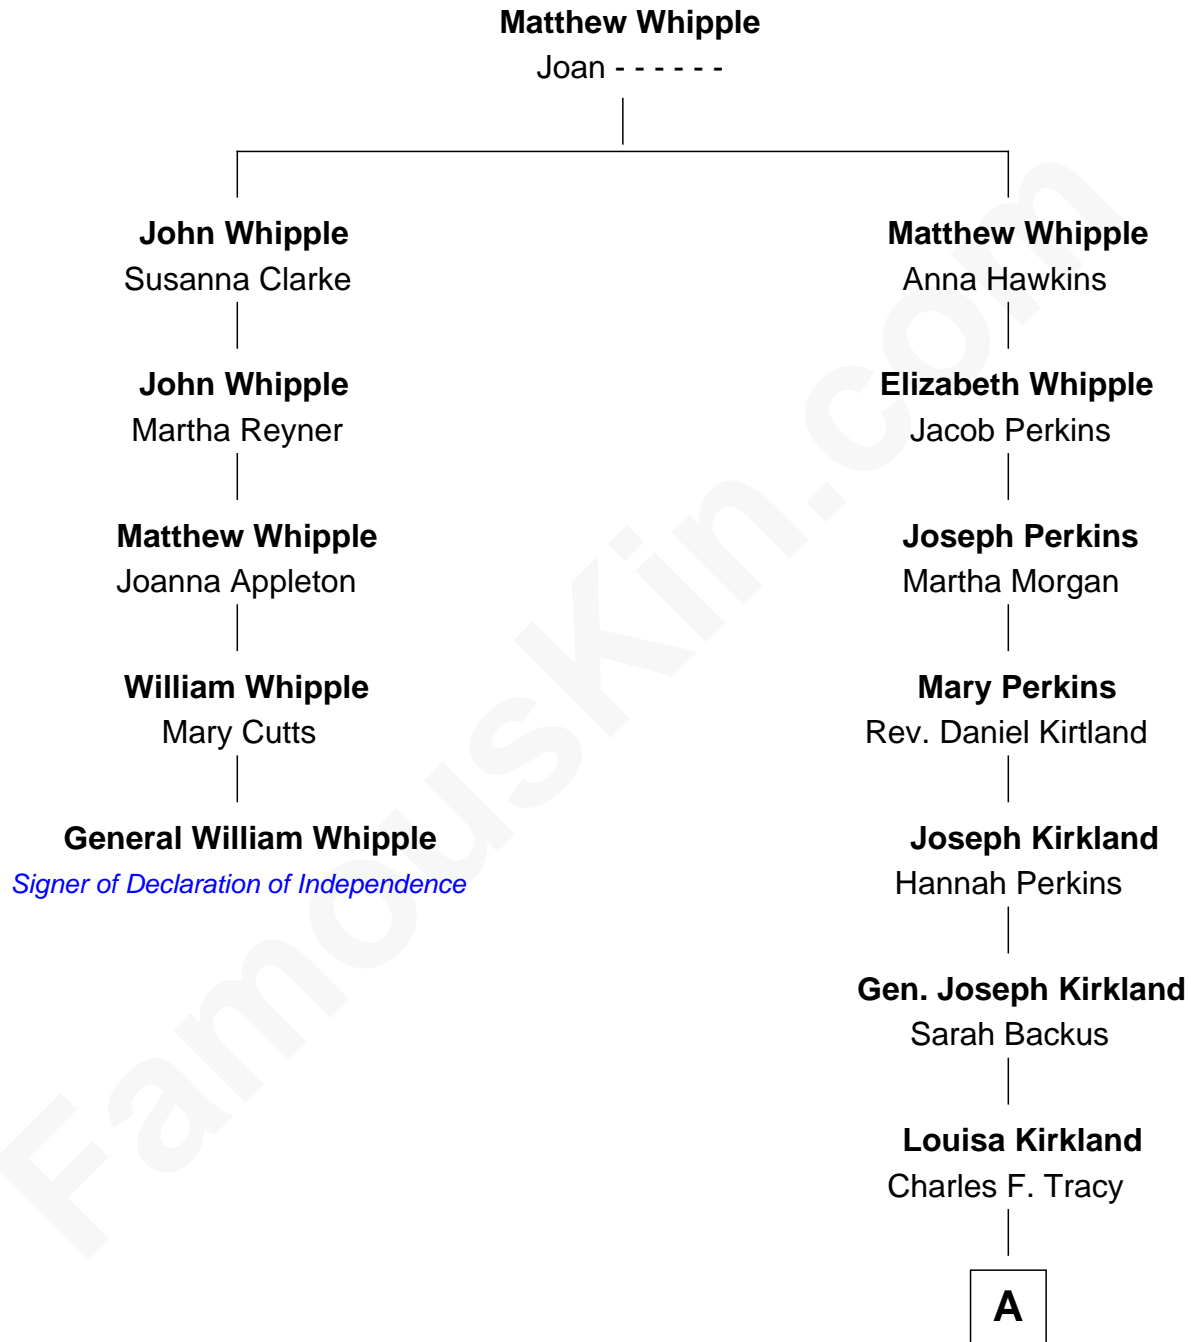 Matthew Whipple
Joan - - - - - -
John Whipple
Susanna Clarke
John Whipple
Martha Reyner
Matthew Whipple
Joanna Appleton
William Whipple
Mary Cutts
General William Whipple
Signer of Declaration of Independence
Matthew Whipple
Anna Hawkins
Elizabeth Whipple
Jacob Perkins
Joseph Perkins
Martha Morgan
Mary Perkins
Rev. Daniel Kirtland
Joseph Kirkland
Hannah Perkins
Gen. Joseph Kirkland
Sarah Backus
Louisa Kirkland
Charles F. Tracy
A
FamousKin.com